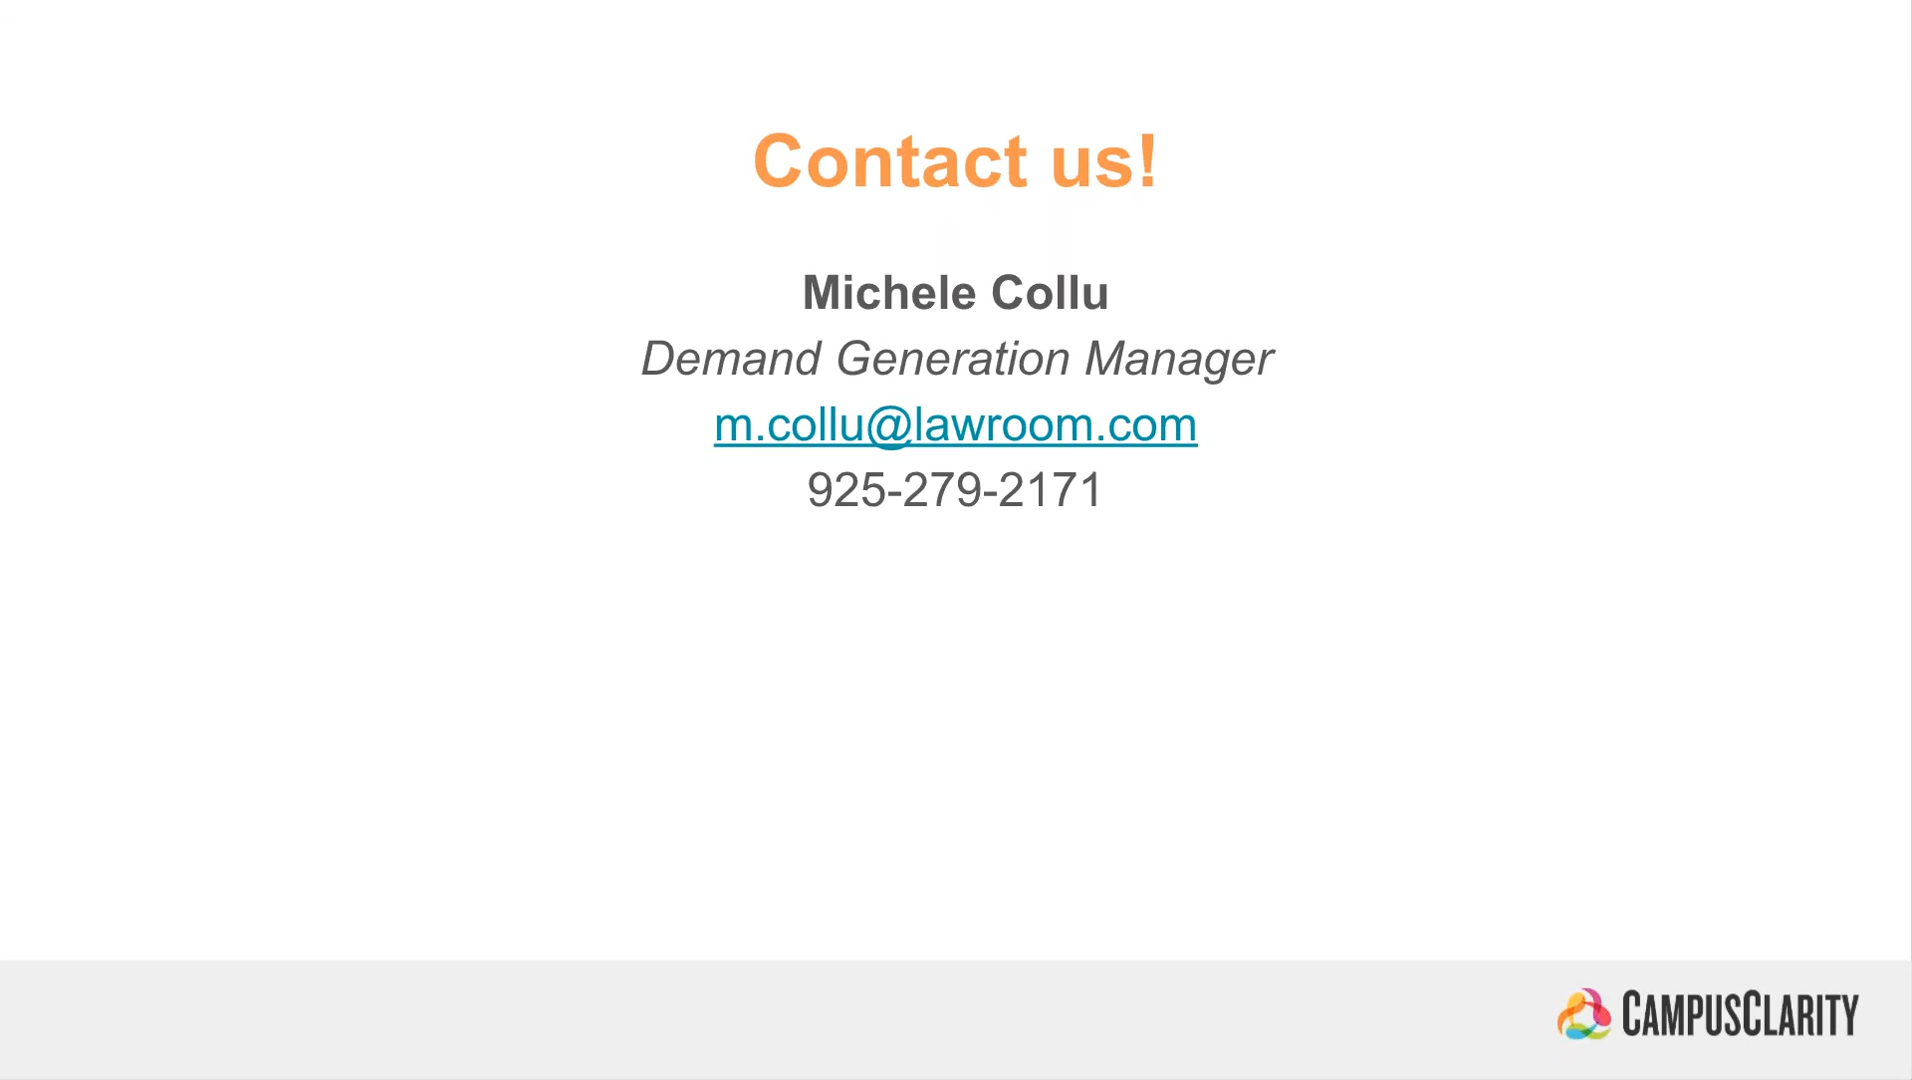 Contact us!
Michele Collu
Demand Generation Manager
m.collu@lawroom.com
925-279-2171
CAMPUSCLARITY